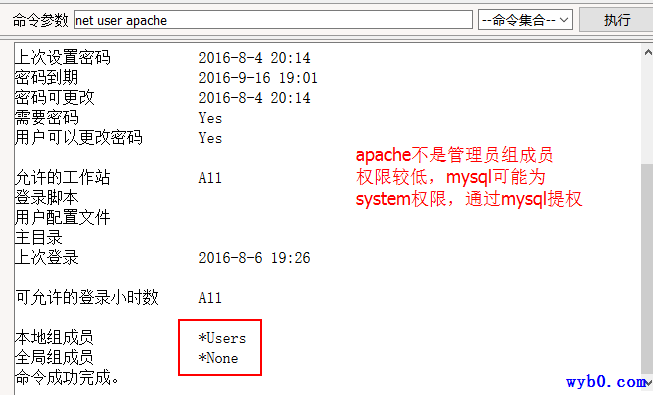 命令参数 net user apache --命令集合-- 执行
上次设置密码 2016-8-4 20:14
密码到期 2016-9-16 19:01
密码可更改 2016-8-4 20:14
需要密码 Yes
用户可以更改密码 Yes
允许的工作站 All
登录脚本
用户配置文件
主目录
上次登录 2016-8-6 19:26
可允许的登录小时数 All
本地组成员 *Users
全局组成员 *None
命令成功完成。
apache不是管理员组成员
权限较低，mysql可能为
system权限，通过mysql提权
wyb0.com